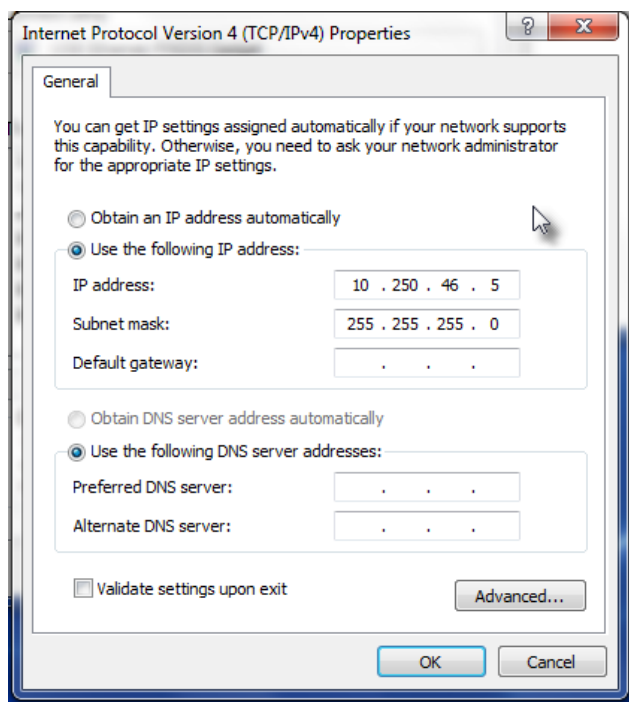 Internet Protocol Version 4 (TCP/IPv4) Properties
?
General
You can get IP settings assigned automatically if your network supports
this capability. Otherwise, you need to ask your network administrator
for the appropriate IP settings.
Obtain an IP address automatically
Use the following IP address:
IP address: 10 . 250 . 46 . 5
Subnet mask: 255 . 255 . 255 . 0
Default gateway: . . .
Obtain DNS server address automatically
Use the following DNS server addresses:
Preferred DNS server: . . .
Alternate DNS server: . . .
Validate settings upon exit
Advanced...
OK Cancel